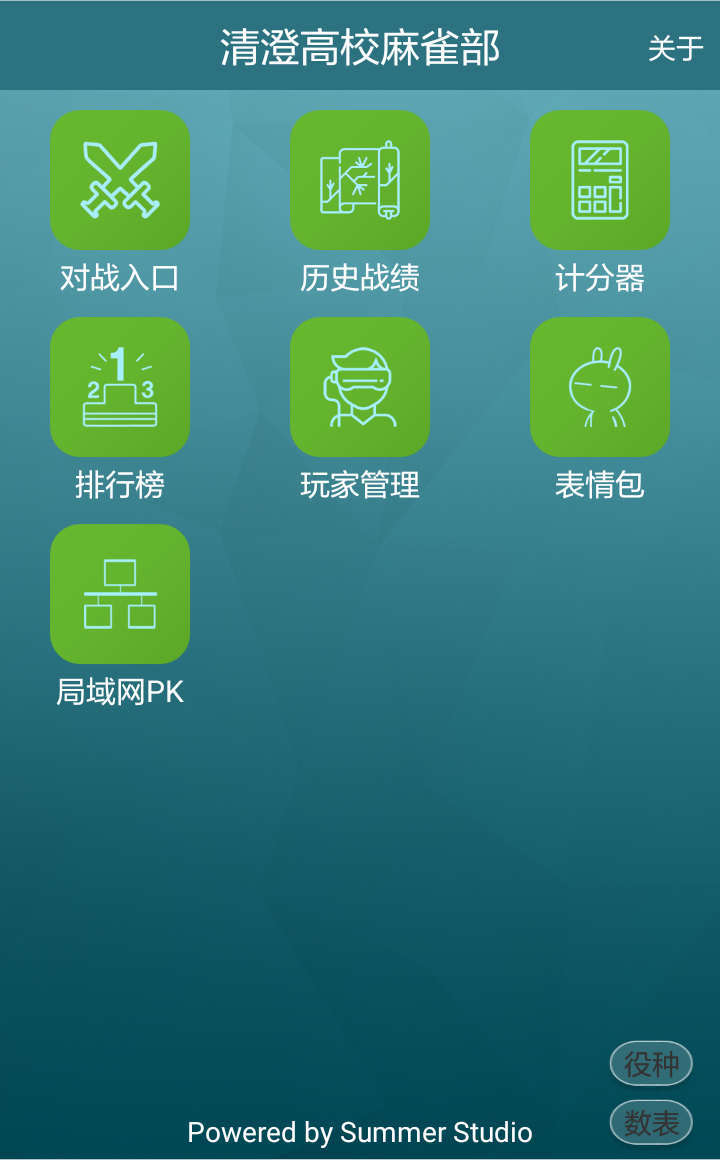 清澄高校麻雀部
关于
对战入口
历史战绩
计分器
1
2
3
排行榜
玩家管理
表情包
局域网PK
役种
数表
Powered by Summer Studio